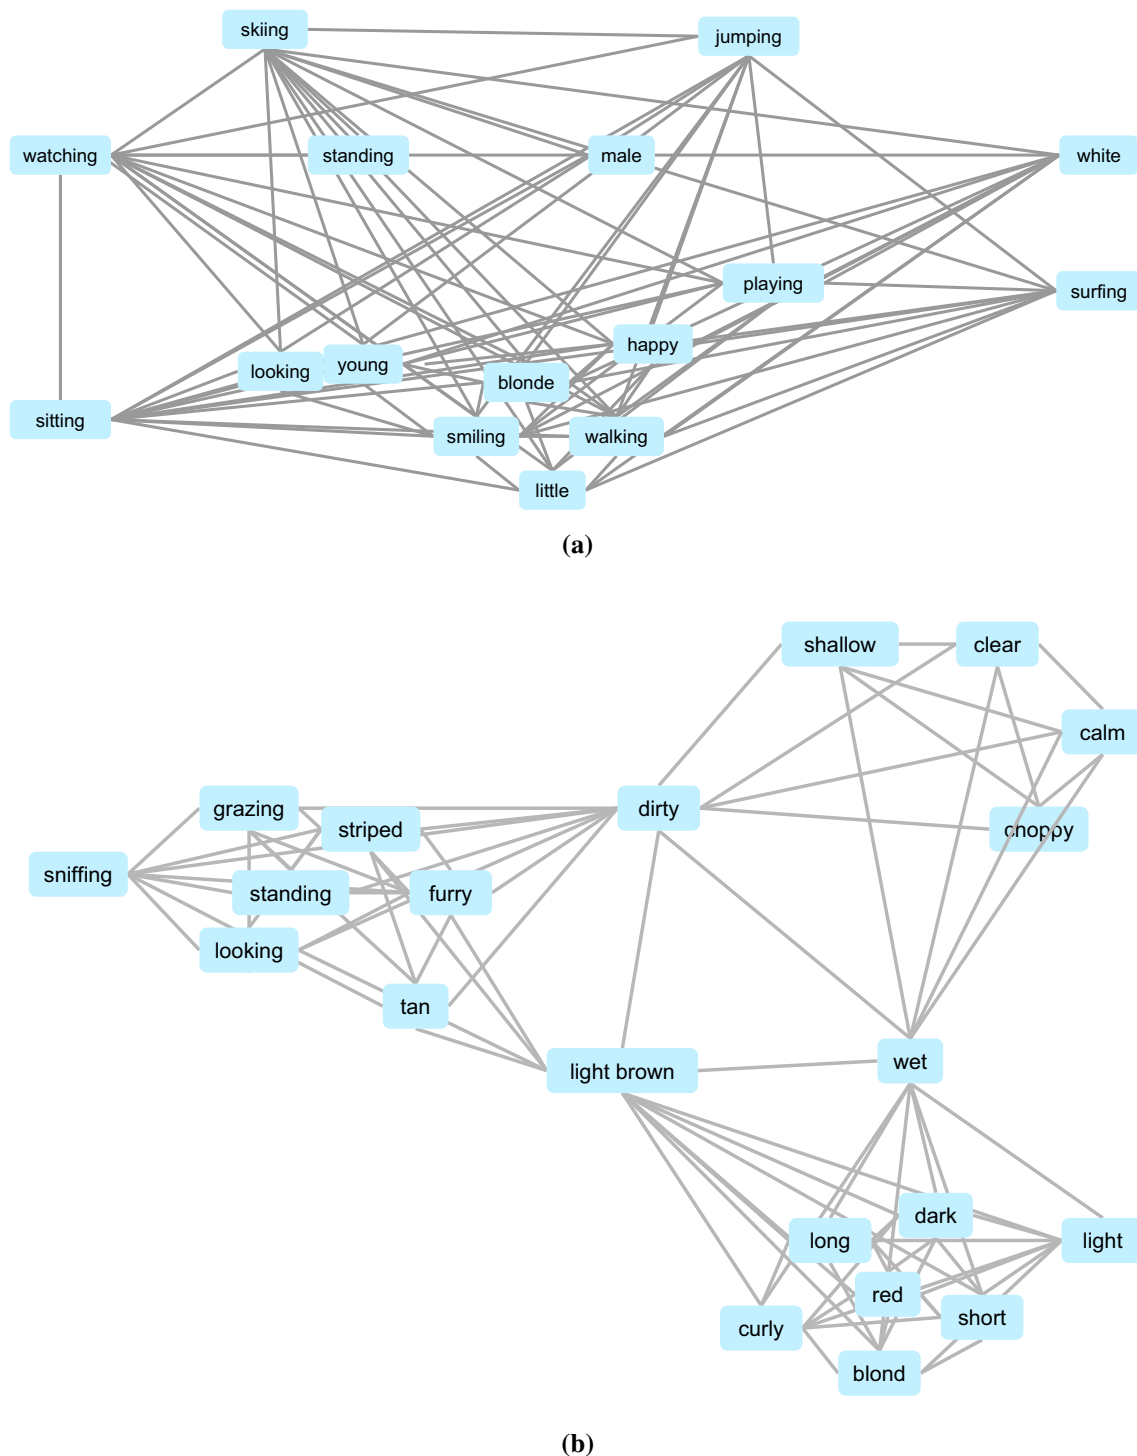 skiing
jumping
watching
standing
male
white
playing
surfing
happy
looking
young
blonde
sitting
smiling
walking
little
(a)
shallow
clear
calm
grazing
dirty
striped
choppy
sniffing
standing
furry
looking
tan
light brown
wet
dark
long
light
red
short
curly
blond
(b)